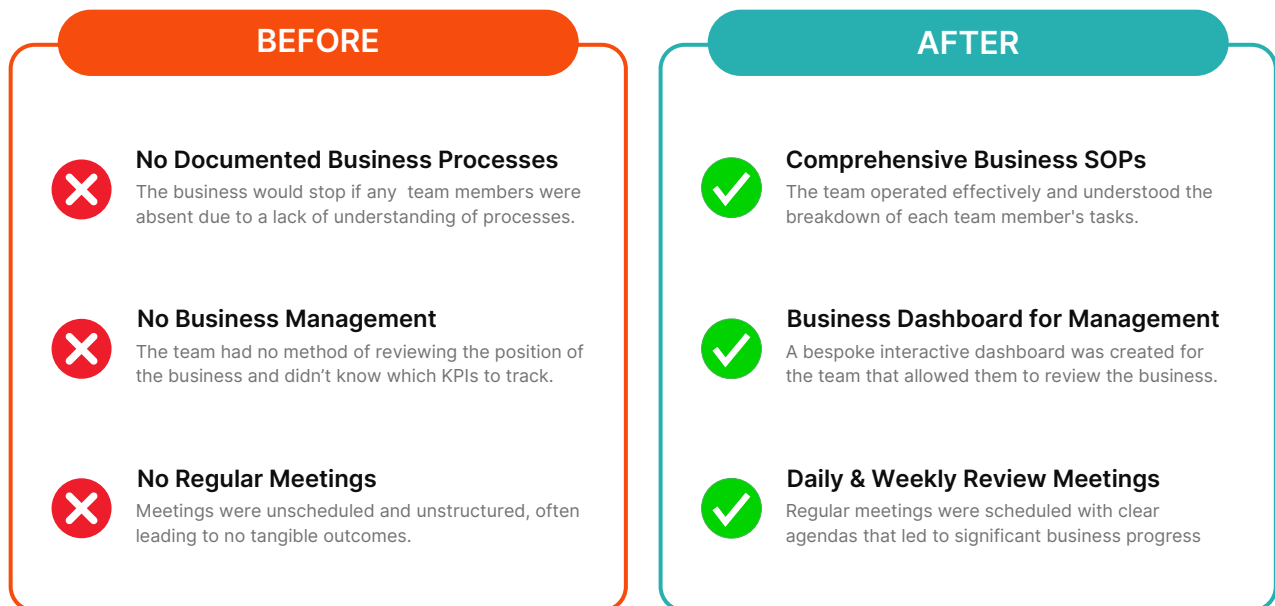 BEFORE
No Documented Business Processes
The business would stop if any  team members were
absent due to a lack of understanding of processes.
No Business Management
The team had no method of reviewing the position of
the business and didn’t know which KPIs to track.
No Regular Meetings
Meetings were unscheduled and unstructured, often
leading to no tangible outcomes.
AFTER
Comprehensive Business SOPs
The team operated effectively and understood the
breakdown of each team member's tasks.
Business Dashboard for Management
A bespoke interactive dashboard was created for
the team that allowed them to review the business.
Daily & Weekly Review Meetings
Regular meetings were scheduled with clear
agendas that led to significant business progress